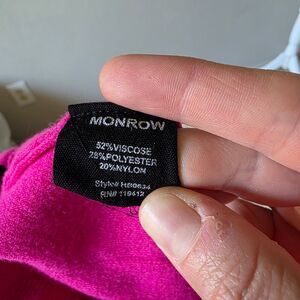 MONROW
52%VISCOSE
28%POLYESTER
20%NYLON
Style# HB0634
RN# 119412